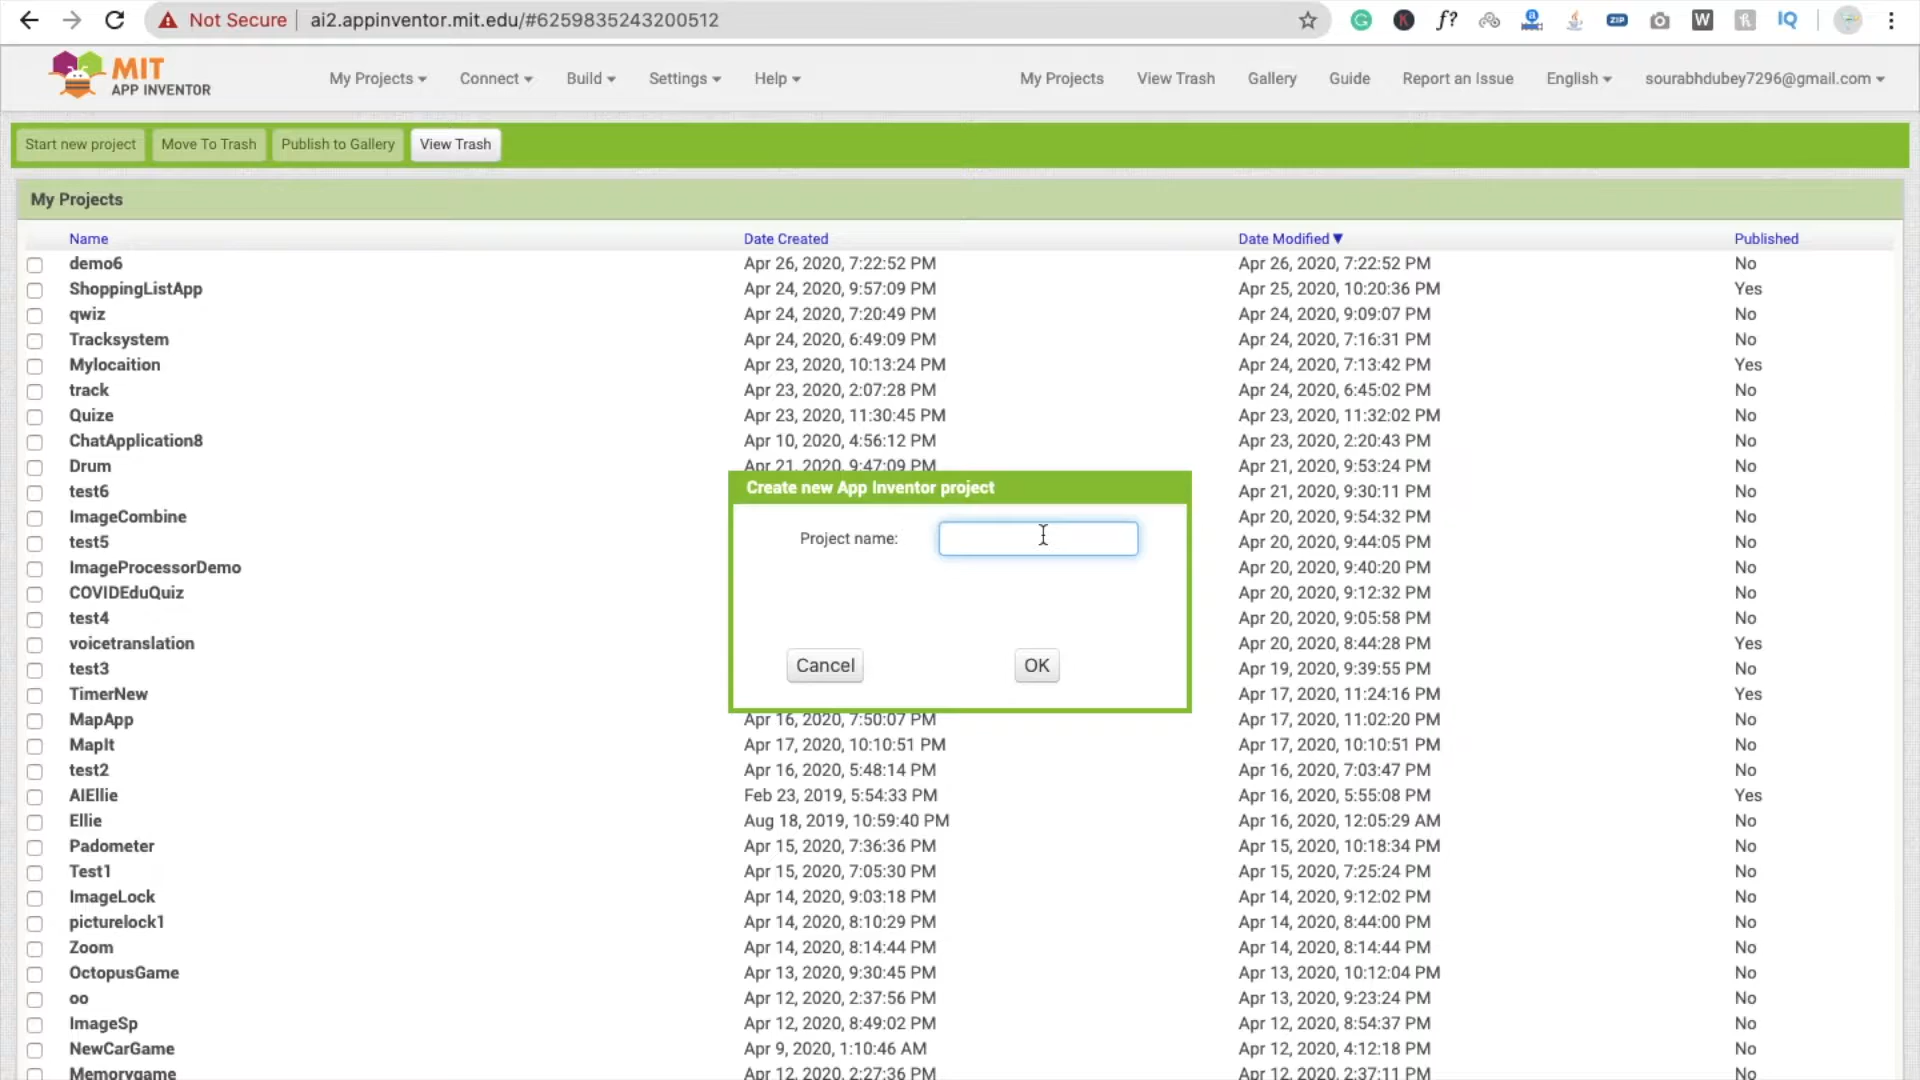 Not Secure | ai2.appinventor.mit.edu/#6259835243200512
MIT
APP INVENTOR
My Projects Connect Build Settings Help My Projects View Trash Gallery Guide Report an Issue English sourabhdubey7296@gmail.com
Start new project Move To Trash Publish to Gallery View Trash
My Projects
Name Date Created Date Modified Published
demo6 Apr 26, 2020, 7:22:52 PM Apr 26, 2020, 7:22:52 PM No
ShoppingListApp Apr 24, 2020, 9:57:09 PM Apr 25, 2020, 10:20:36 PM Yes
qwiz Apr 24, 2020, 7:20:49 PM Apr 24, 2020, 9:09:07 PM No
Tracksystem Apr 24, 2020, 6:49:09 PM Apr 24, 2020, 7:16:31 PM No
Mylocaition Apr 23, 2020, 10:13:24 PM Apr 24, 2020, 7:13:42 PM Yes
track Apr 23, 2020, 2:07:28 PM Apr 24, 2020, 6:45:02 PM No
Quize Apr 23, 2020, 11:30:45 PM Apr 23, 2020, 11:32:02 PM No
ChatApplication8 Apr 10, 2020, 4:56:12 PM Apr 23, 2020, 2:20:43 PM No
Drum Apr 21, 2020, 9:47:09 PM Apr 21, 2020, 9:53:24 PM No
test6 Apr 21, 2020, 9:30:11 PM No
ImageCombine Apr 20, 2020, 9:54:32 PM No
test5 Apr 20, 2020, 9:44:05 PM No
ImageProcessorDemo Apr 20, 2020, 9:40:20 PM No
COVIDEduQuiz Apr 20, 2020, 9:12:32 PM No
test4 Apr 20, 2020, 9:05:58 PM No
voicetranslation Apr 20, 2020, 8:44:28 PM Yes
test3 Apr 19, 2020, 9:39:55 PM No
TimerNew Apr 17, 2020, 11:24:16 PM Yes
Create new App Inventor project
Project name:
Cancel OK
MapApp Apr 16, 2020, 7:50:07 PM Apr 17, 2020, 11:02:20 PM No
MapIt Apr 17, 2020, 10:10:51 PM Apr 17, 2020, 10:10:51 PM No
test2 Apr 16, 2020, 5:48:14 PM Apr 16, 2020, 7:03:47 PM No
AIEllie Feb 23, 2019, 5:54:33 PM Apr 16, 2020, 5:55:08 PM Yes
Ellie Aug 18, 2019, 10:59:40 PM Apr 16, 2020, 12:05:29 AM No
Padometer Apr 15, 2020, 7:36:36 PM Apr 15, 2020, 10:18:34 PM No
Test1 Apr 15, 2020, 7:05:30 PM Apr 15, 2020, 7:25:24 PM No
ImageLock Apr 14, 2020, 9:03:18 PM Apr 14, 2020, 9:12:02 PM No
picturelock1 Apr 14, 2020, 8:10:29 PM Apr 14, 2020, 8:44:00 PM No
Zoom Apr 14, 2020, 8:14:44 PM Apr 14, 2020, 8:14:44 PM No
OctopusGame Apr 13, 2020, 9:30:45 PM Apr 13, 2020, 10:12:04 PM No
oo Apr 12, 2020, 2:37:56 PM Apr 13, 2020, 9:23:24 PM No
ImageSp Apr 12, 2020, 8:49:02 PM Apr 12, 2020, 8:54:37 PM No
NewCarGame Apr 9, 2020, 1:10:46 AM Apr 12, 2020, 4:12:18 PM No
Memorygame Apr 12, 2020, 2:27:36 PM Apr 12, 2020, 2:37:11 PM No